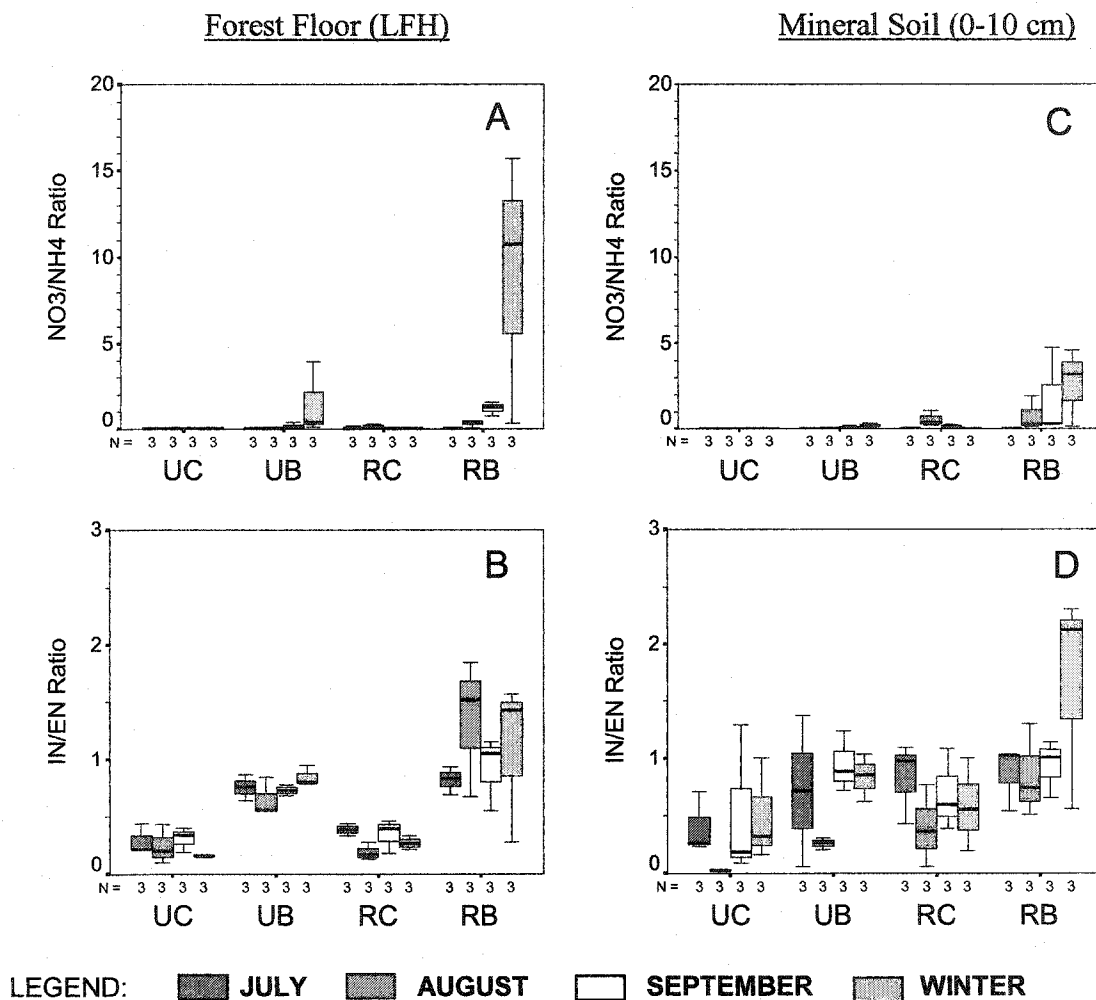 Forest Floor (LFH)
Mineral Soil (0-10 cm)
A
NO3/NH4 Ratio
20
15
10
5
0
N = 3 3 3 3 3 3 3 3 3 3 3 3 3 3 3 3
UC UB RC RB
C
NO3/NH4 Ratio
20
15
10
5
0
N = 3 3 3 3 3 3 3 3 3 3 3 3 3 3 3 3
UC UB RC RB
B
IN/EN Ratio
3
2
1
0
N = 3 3 3 3 3 3 3 3 3 3 3 3 3 3 3 3
UC UB RC RB
D
IN/EN Ratio
3
2
1
0
N = 3 3 3 3 3 3 3 3 3 3 3 3 3 3 3 3
UC UB RC RB
LEGEND: JULY AUGUST SEPTEMBER WINTER